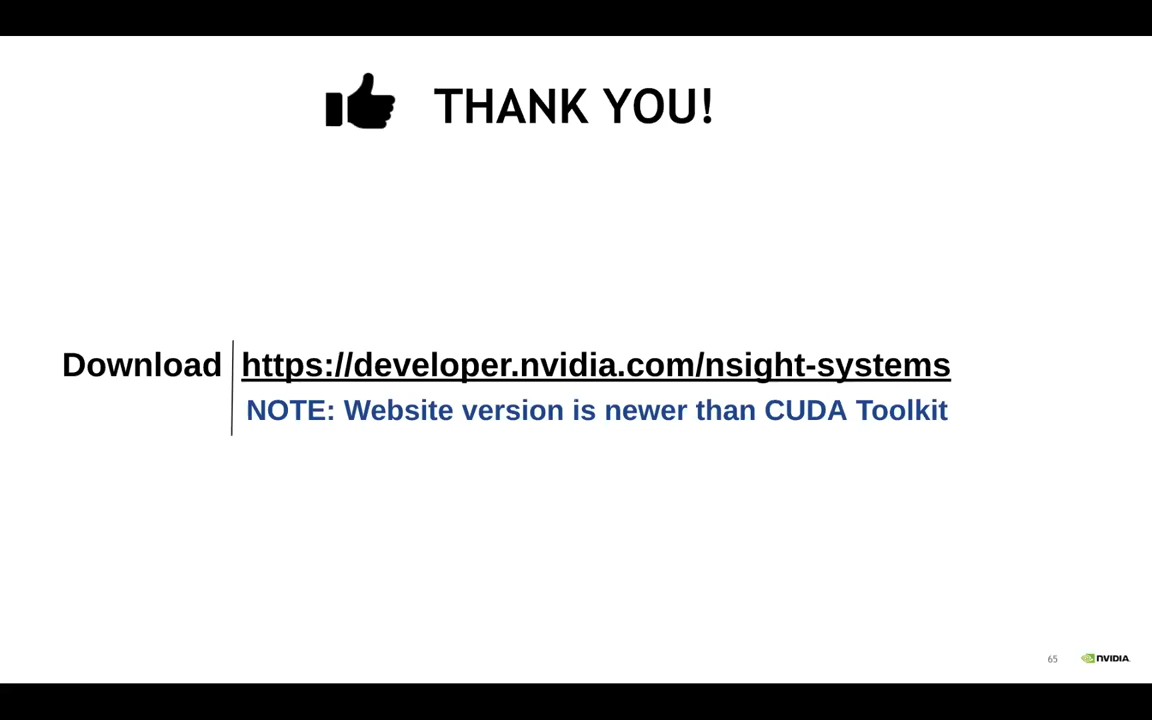 THANK YOU!
Download
https://developer.nvidia.com/nsight-systems
NOTE: Website version is newer than CUDA Toolkit
65
NVIDIA.